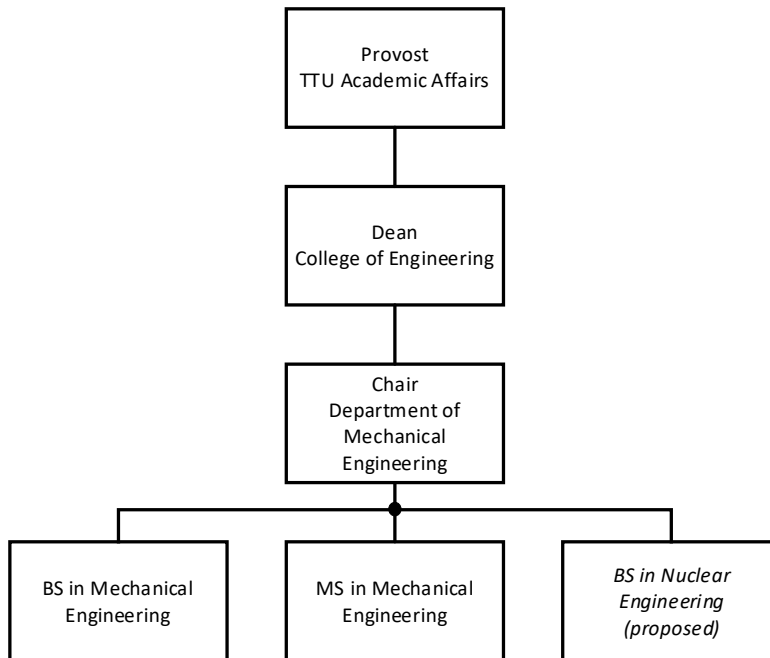 Provost
TTU Academic Affairs
Dean
College of Engineering
Chair
Department of
Mechanical
Engineering
BS in Mechanical
Engineering
MS in Mechanical
Engineering
BS in Nuclear
Engineering
(proposed)